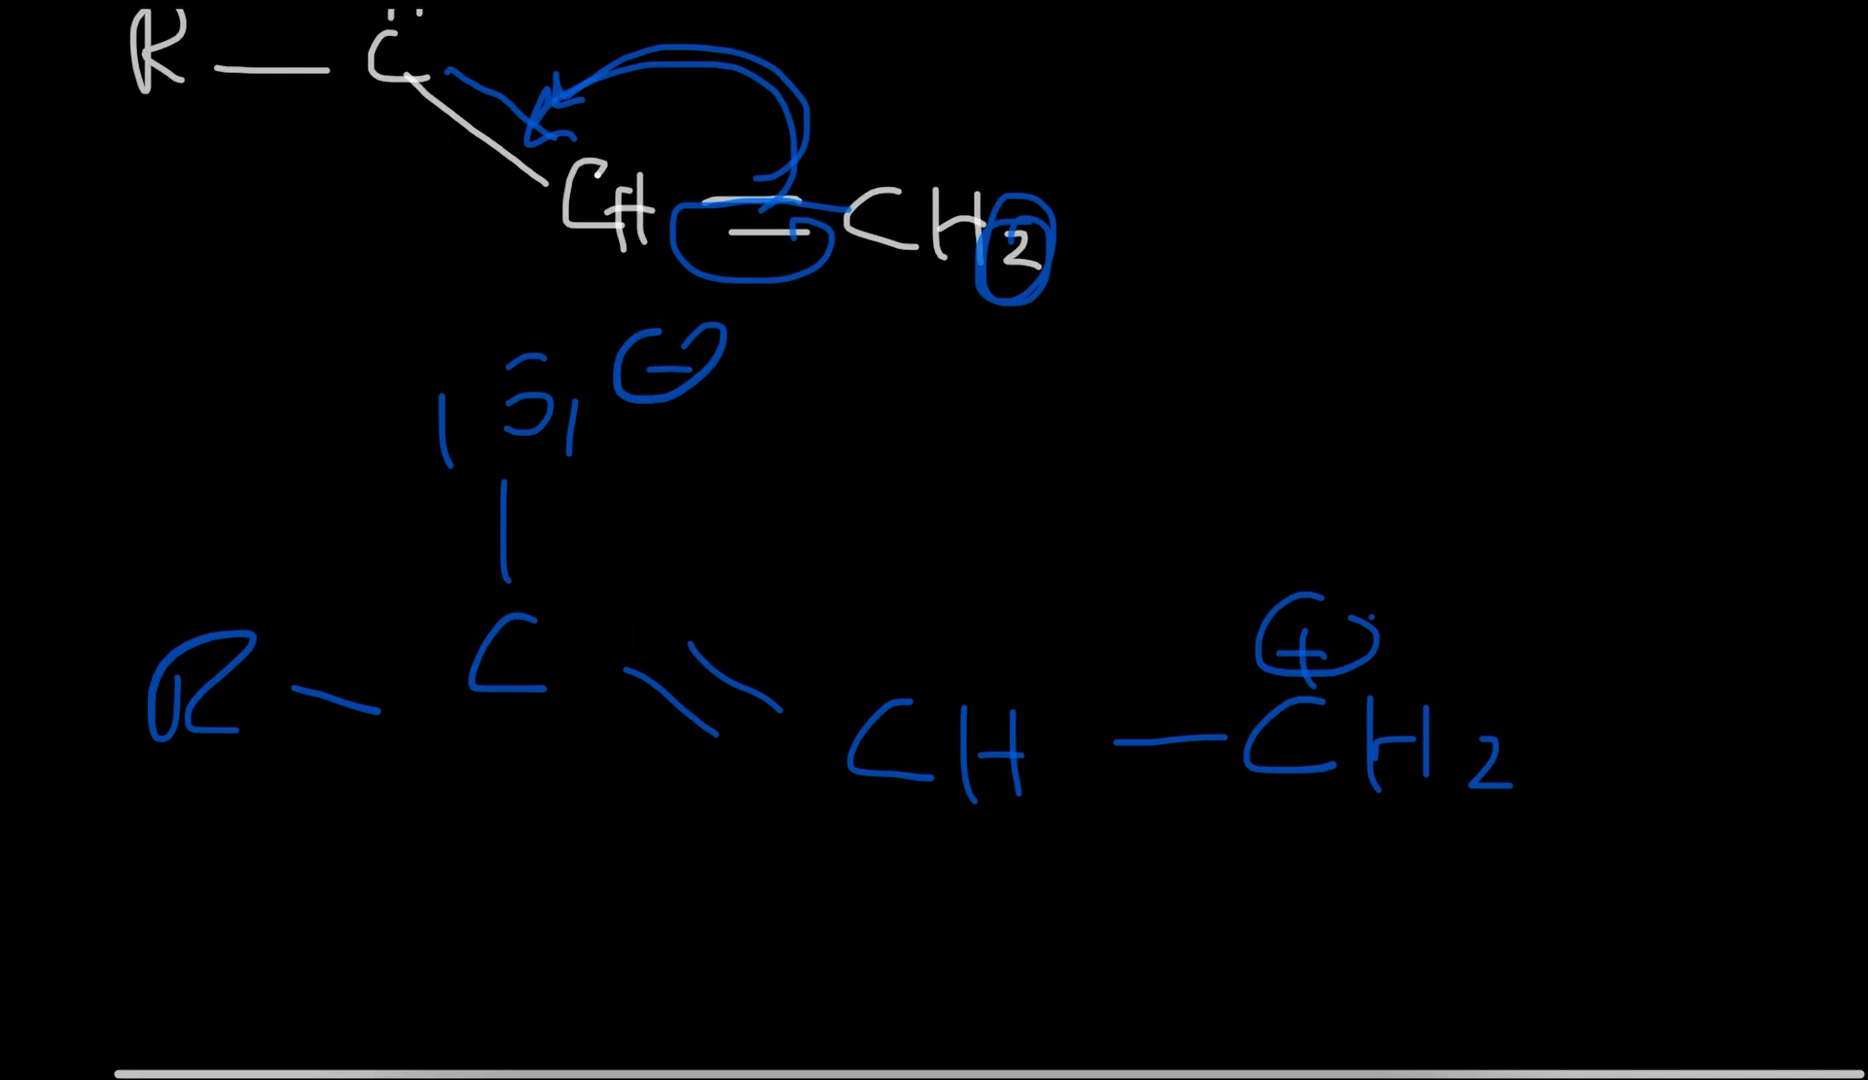 R — C
CH = CH2
|O| ⊖
R - C = CH - CH2 ⊕